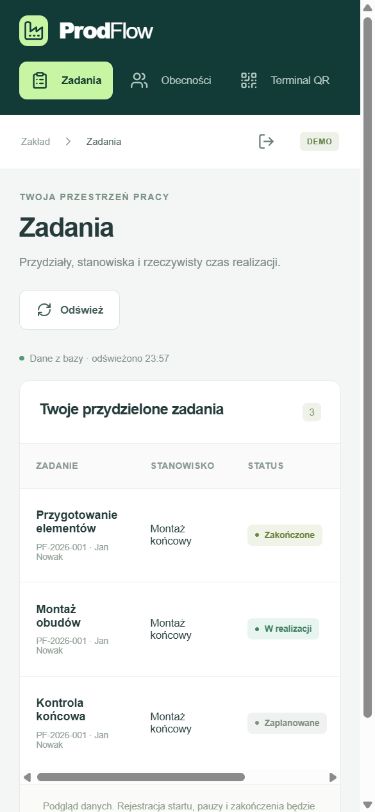 ProdFlow
Zadania
Obecności
Terminal QR
Zakład
Zadania
DEMO
TWOJA PRZESTRZEŃ PRACY
Zadania
Przydziały, stanowiska i rzeczywisty czas realizacji.
Odśwież
Dane z bazy · odświeżono 23:57
Twoje przydzielone zadania
3
ZADANIE
STANOWISKO
STATUS
Przygotowanie
elementów
PF-2026-001 · Jan
Nowak
Montaż
końcowy
Zakończone
Montaż
obudów
PF-2026-001 · Jan
Nowak
Montaż
końcowy
W realizacji
Kontrola
końcowa
PF-2026-001 · Jan
Nowak
Montaż
końcowy
Zaplanowane
Podgląd danych. Rejestracja startu, pauzy i zakończenia będzie